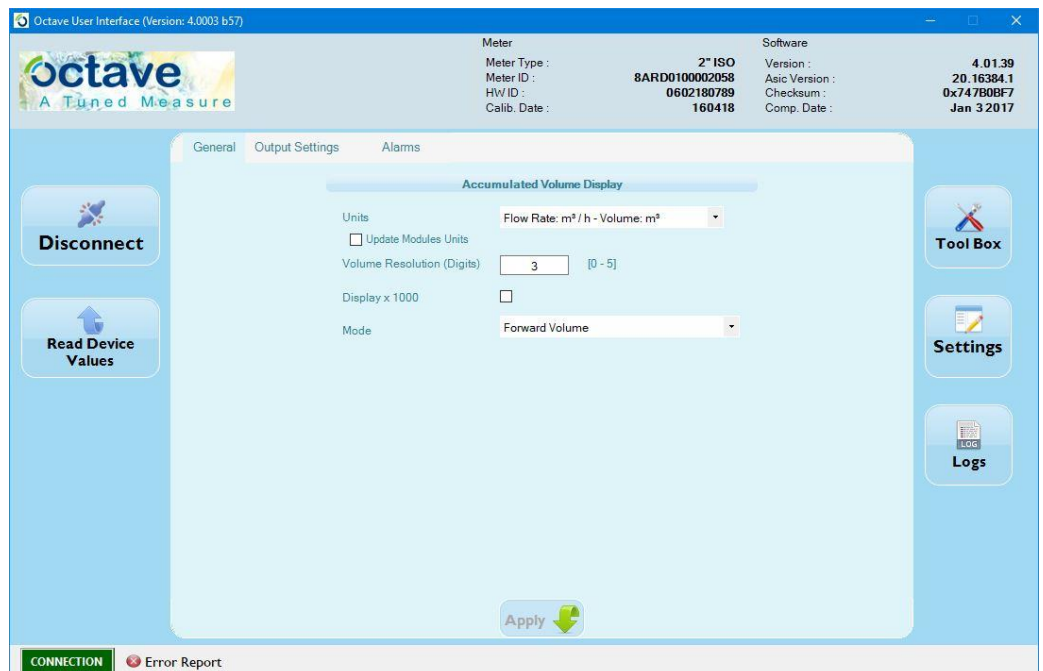 Octave User Interface (Version: 4.0003 b57)
octave
A Tuned Measure
Meter
Meter Type : 2" ISO
Meter ID : 8ARD0100002058
HW ID : 0602180789
Calib. Date : 160418
Software
Version : 4.01.39
Asic Version : 20.16384.1
Checksum : 0x747B0BF7
Comp. Date : Jan 3 2017
General Output Settings Alarms
Accumulated Volume Display
Units Flow Rate: m³ / h - Volume: m³
Update Modules Units
Volume Resolution (Digits) 3 [0 - 5]
Display x 1000
Mode Forward Volume
Apply
Disconnect
Read Device
Values
Tool Box
Settings
LOG
Logs
CONNECTION Error Report